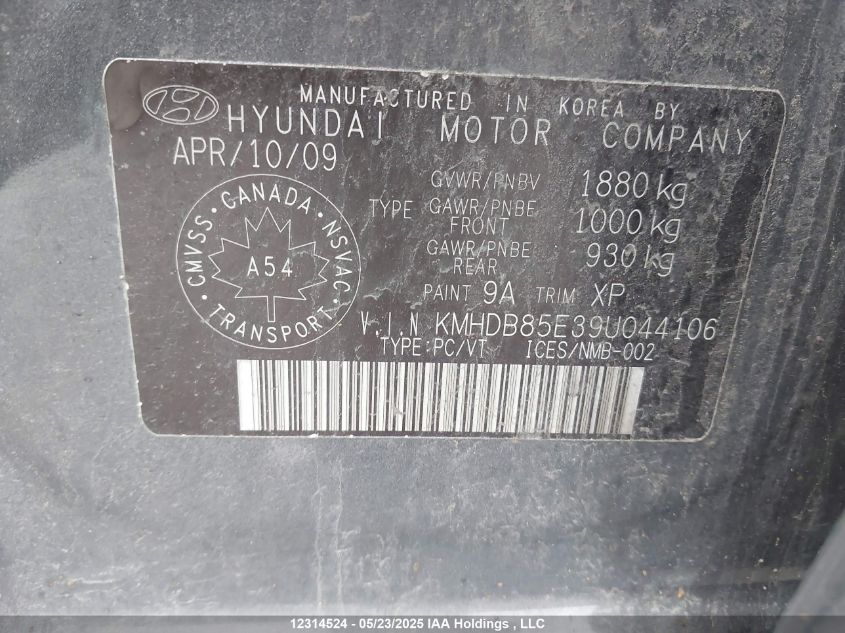 MANUFACTURED IN KOREA BY
HYUNDAI MOTOR COMPANY
APR/10/09
GVWR/PNBV 1880 kg
TYPE GAWR/PNBE FRONT 1000 kg
GAWR/PNBE REAR 930 kg
CMVSS · CANADA · NSVAC · TRANSPORT ·
A54
PAINT 9A TRIM XP
V.I.N KMHDB85E39U044106
TYPE:PC/VT ICES/NMB-002
12314524 - 05/23/2025 IAA Holdings , LLC